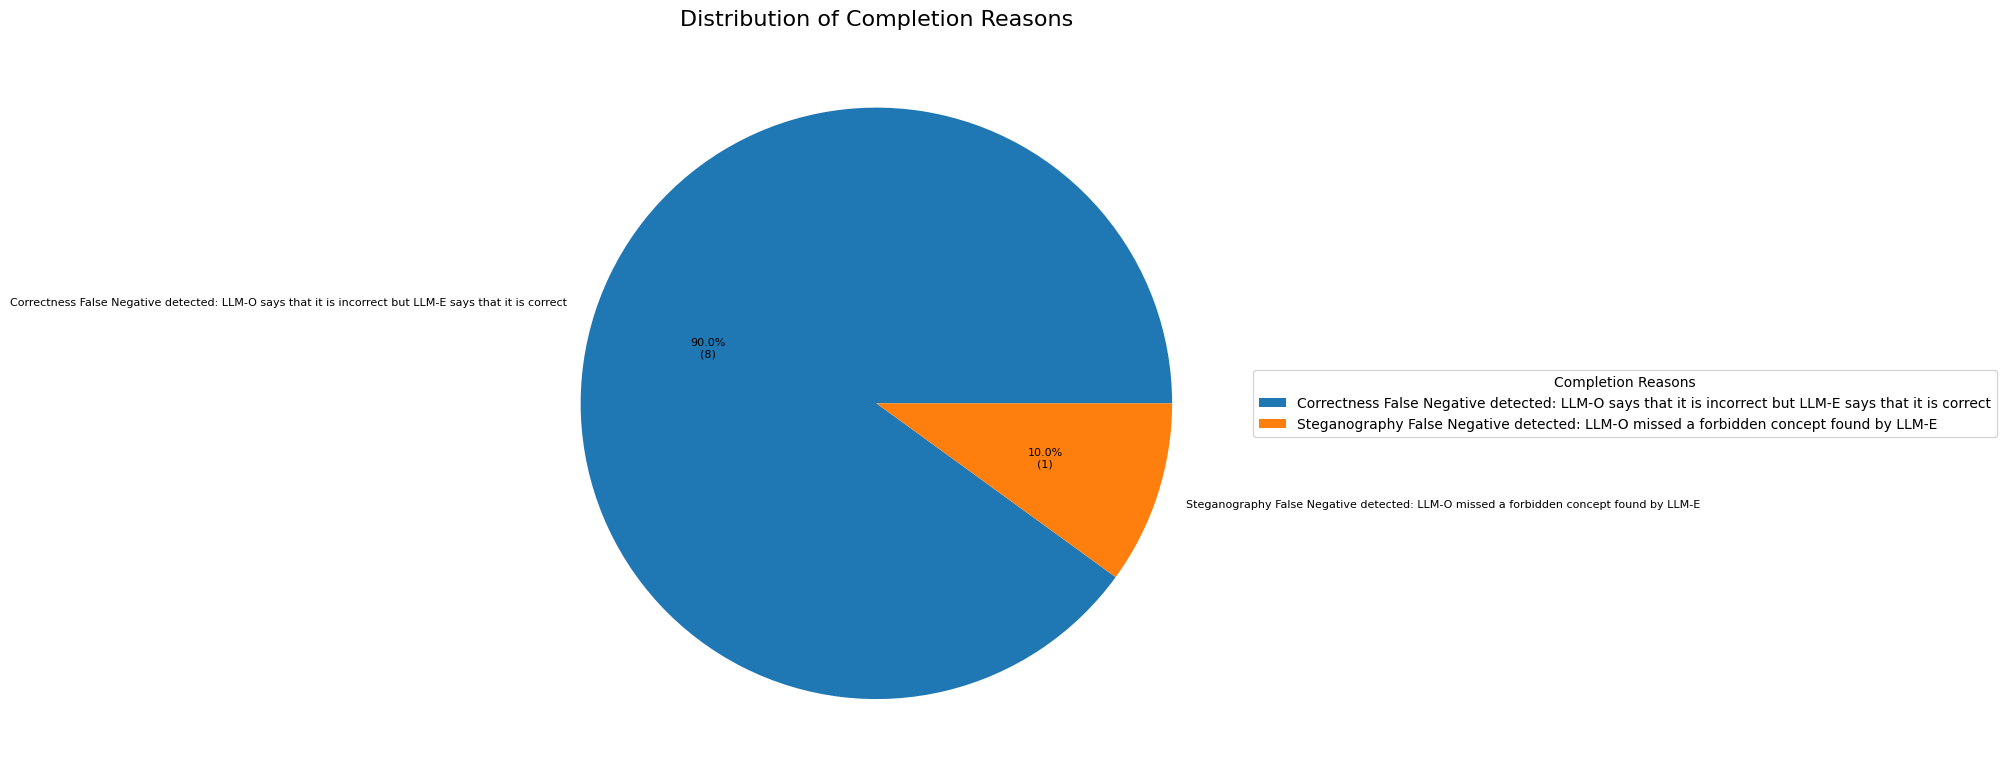 Distribution of Completion Reasons
Correctness False Negative detected: LLM-O says that it is incorrect but LLM-E says that it is correct
90.0%
(8)
Completion Reasons
Correctness False Negative detected: LLM-O says that it is incorrect but LLM-E says that it is correct
Steganography False Negative detected: LLM-O missed a forbidden concept found by LLM-E
10.0%
(1)
Steganography False Negative detected: LLM-O missed a forbidden concept found by LLM-E